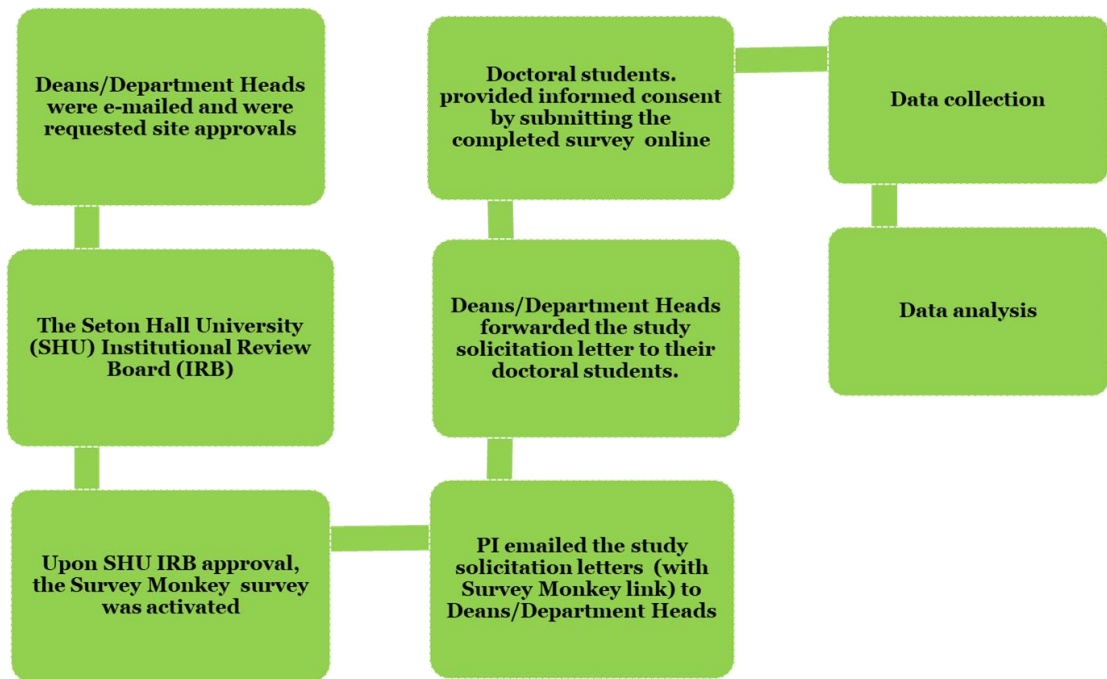 Deans/Department Heads
were e-mailed and were
requested site approvals
The Seton Hall University
(SHU) Institutional Review
Board (IRB)
Upon SHU IRB approval,
the Survey Monkey survey
was activated
PI emailed the study
solicitation letters (with
Survey Monkey link) to
Deans/Department Heads
Deans/Department Heads
forwarded the study
solicitation letter to their
doctoral students.
Doctoral students.
provided informed consent
by submitting the
completed survey online
Data collection
Data analysis